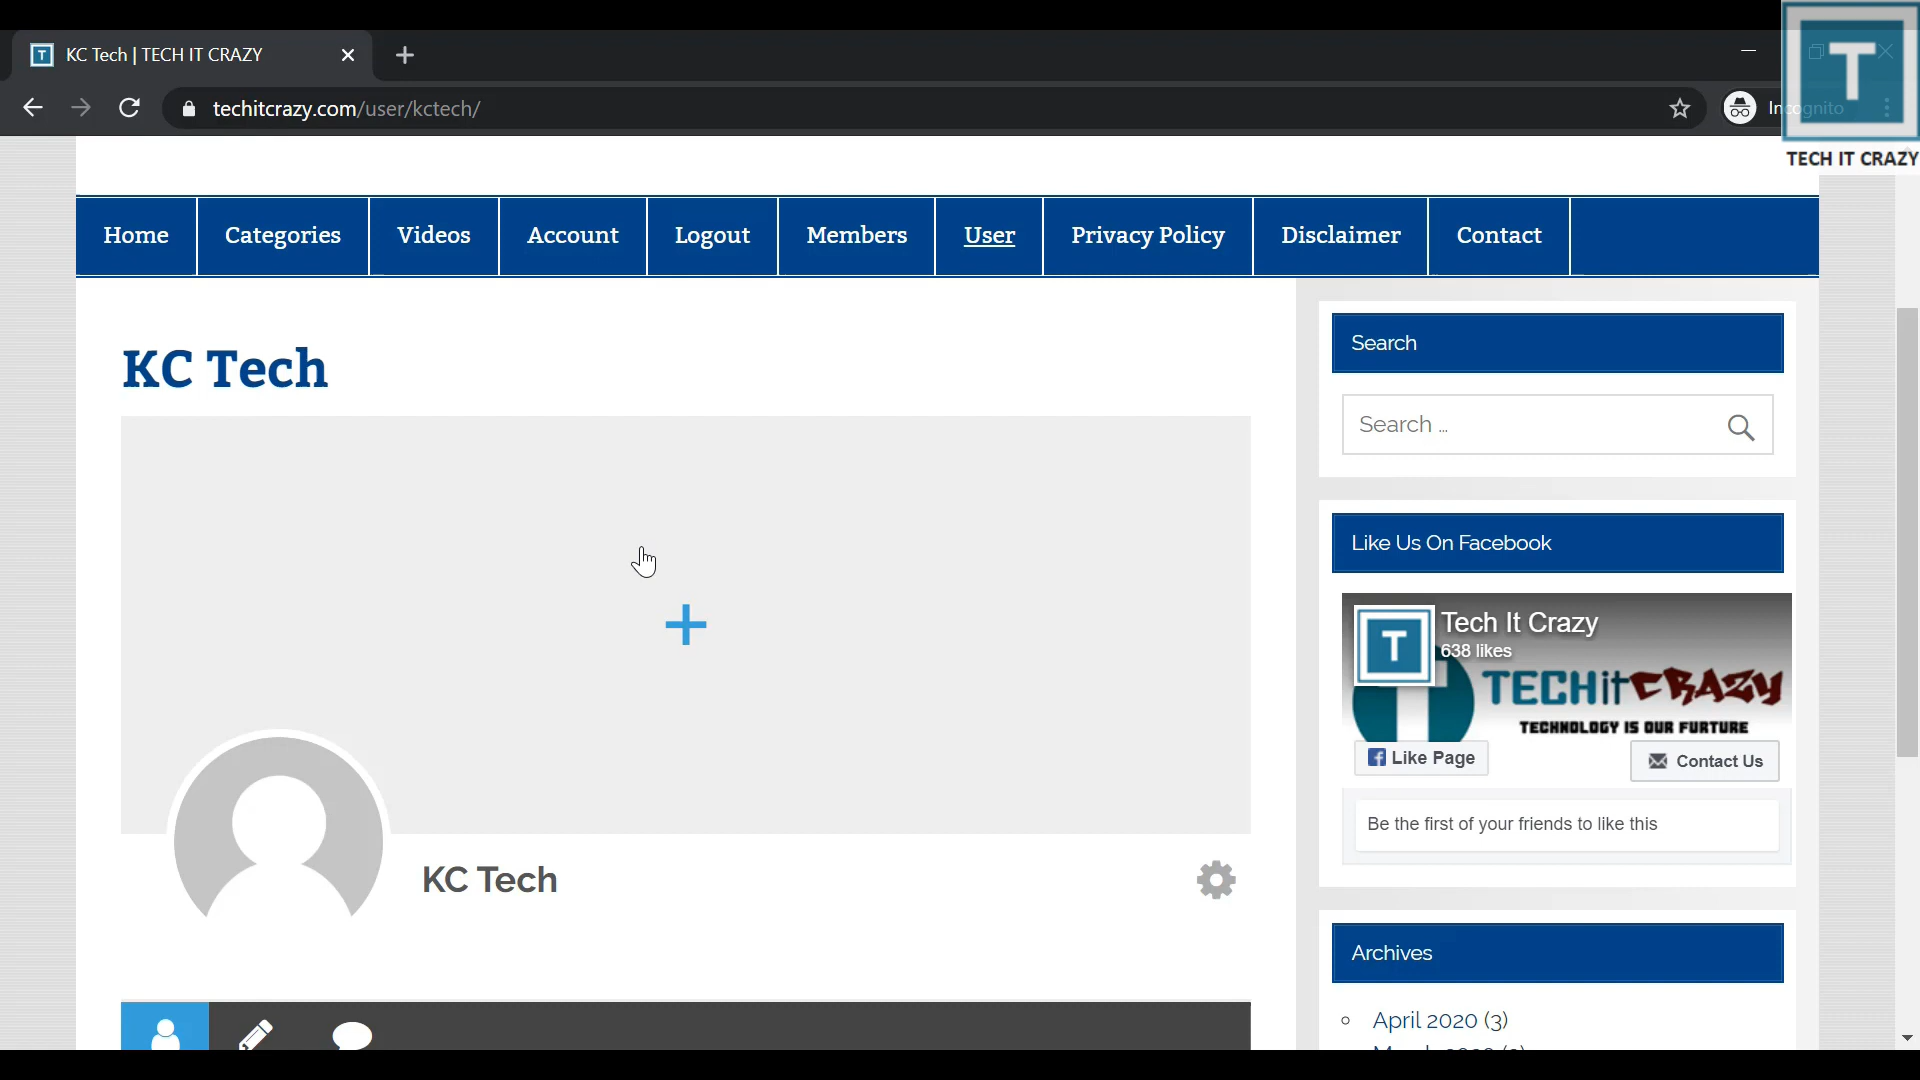 KC Tech | TECH IT CRAZY
techitcrazy.com/user/kctech/
Incognito
T
TECH IT CRAZY
Home
Categories
Videos
Account
Logout
Members
User
Privacy Policy
Disclaimer
Contact
KC Tech
KC Tech
Search
Search ...
Like Us On Facebook
T
Tech It Crazy
638 likes
TECHitCRAZY
TECHNOLOGY IS OUR FURTURE
Like Page
Contact Us
Be the first of your friends to like this
Archives
April 2020 (3)